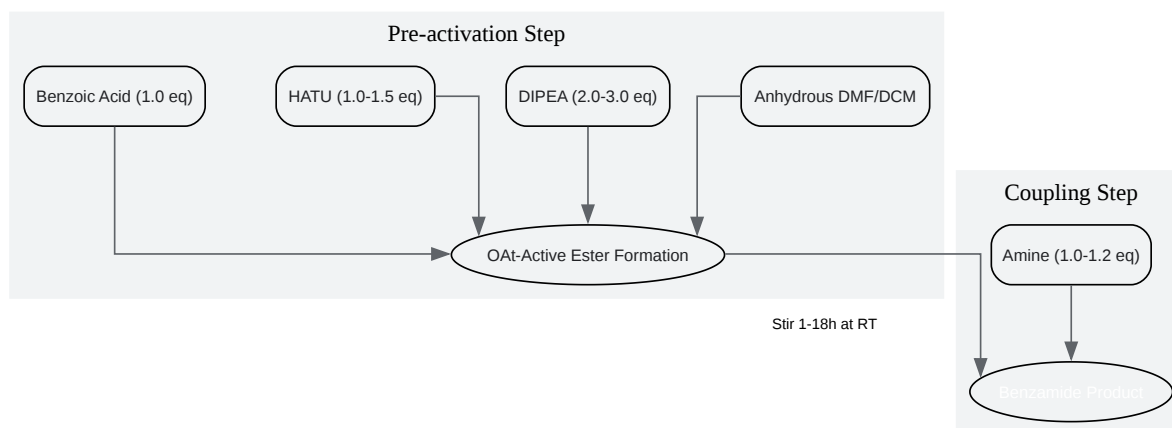 Pre-activation Step
Benzoic Acid (1.0 eq)
HATU (1.0-1.5 eq)
DIPEA (2.0-3.0 eq)
Anhydrous DMF/DCM
OAt-Active Ester Formation
Coupling Step
Amine (1.0-1.2 eq)
Stir 1-18h at RT
Benzamide Product